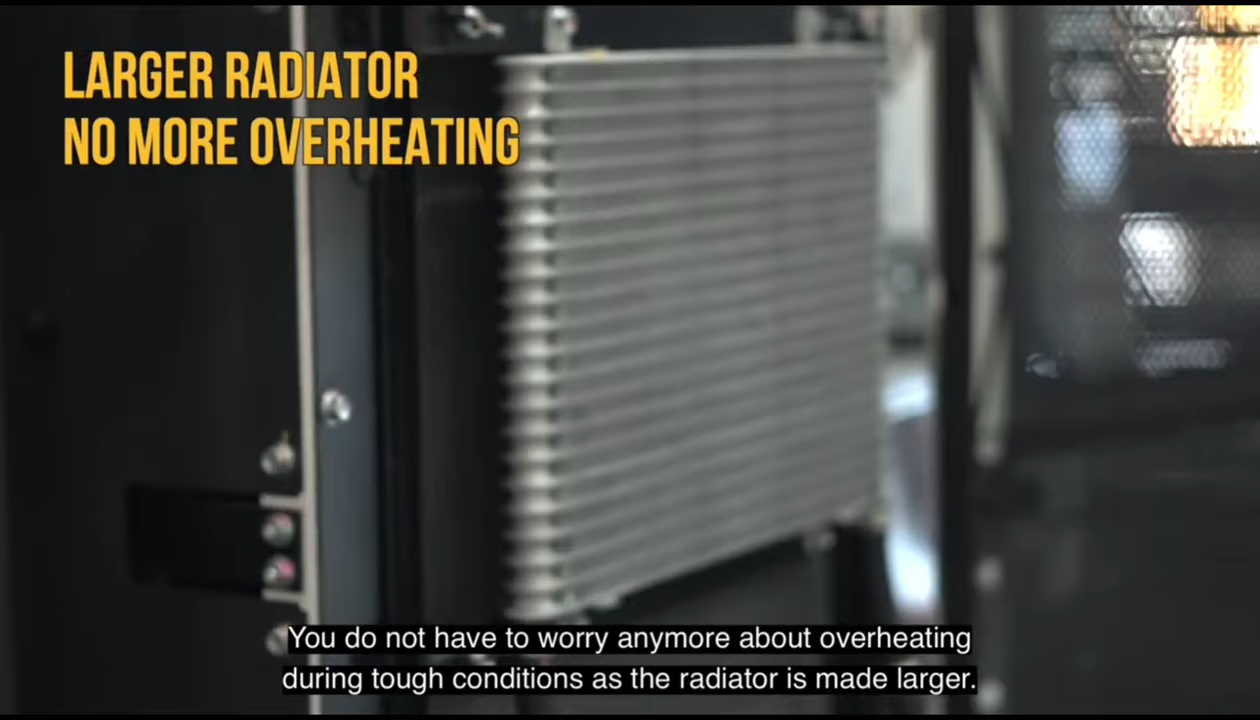 LARGER RADIATOR
NO MORE OVERHEATING
You do not have to worry anymore about overheating
during tough conditions as the radiator is made larger.